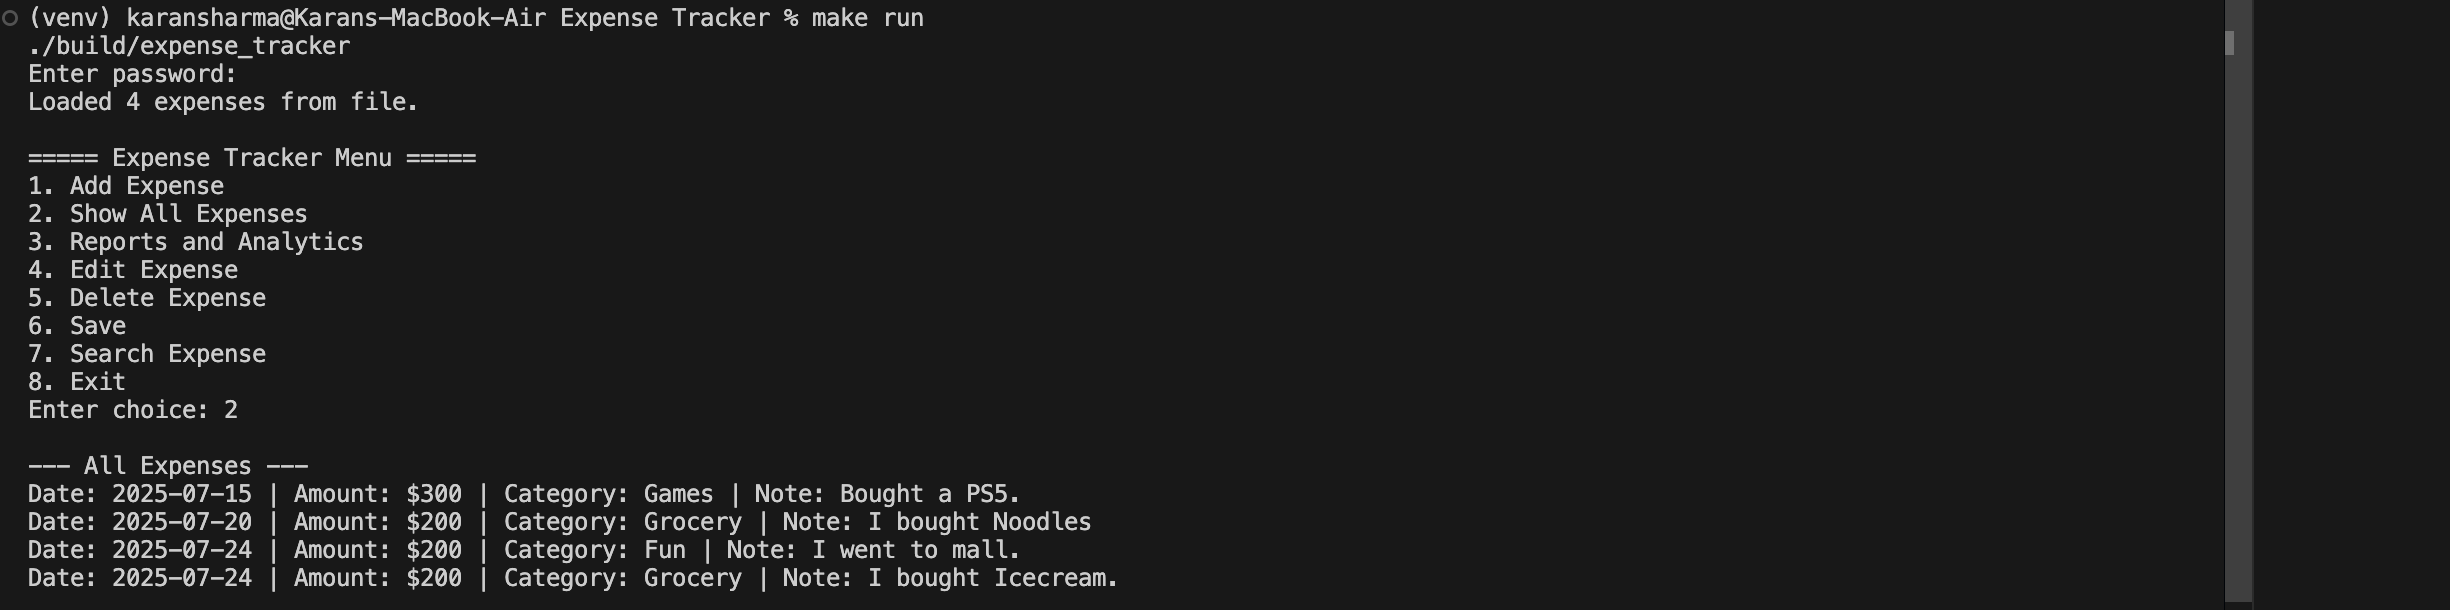 (venv) karansharma@Karans-MacBook-Air Expense Tracker % make run
./build/expense_tracker
Enter password:
Loaded 4 expenses from file.
===== Expense Tracker Menu =====
1. Add Expense
2. Show All Expenses
3. Reports and Analytics
4. Edit Expense
5. Delete Expense
6. Save
7. Search Expense
8. Exit
Enter choice: 2
--- All Expenses ---
Date: 2025-07-15 | Amount: $300 | Category: Games | Note: Bought a PS5.
Date: 2025-07-20 | Amount: $200 | Category: Grocery | Note: I bought Noodles
Date: 2025-07-24 | Amount: $200 | Category: Fun | Note: I went to mall.
Date: 2025-07-24 | Amount: $200 | Category: Grocery | Note: I bought Icecream.